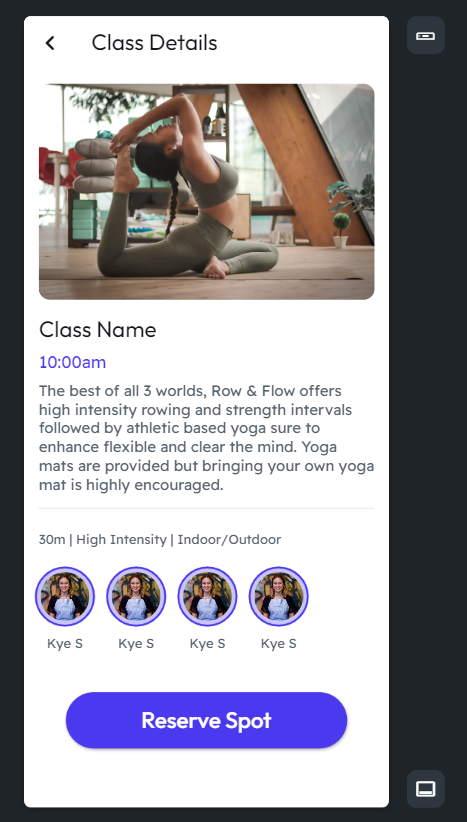 Class Details
Class Name
10:00am
The best of all 3 worlds, Row & Flow offers
high intensity rowing and strength intervals
followed by athletic based yoga sure to
enhance flexible and clear the mind. Yoga
mats are provided but bringing your own yoga
mat is highly encouraged.
30m | High Intensity | Indoor/Outdoor
Kye S Kye S Kye S Kye S
Reserve Spot